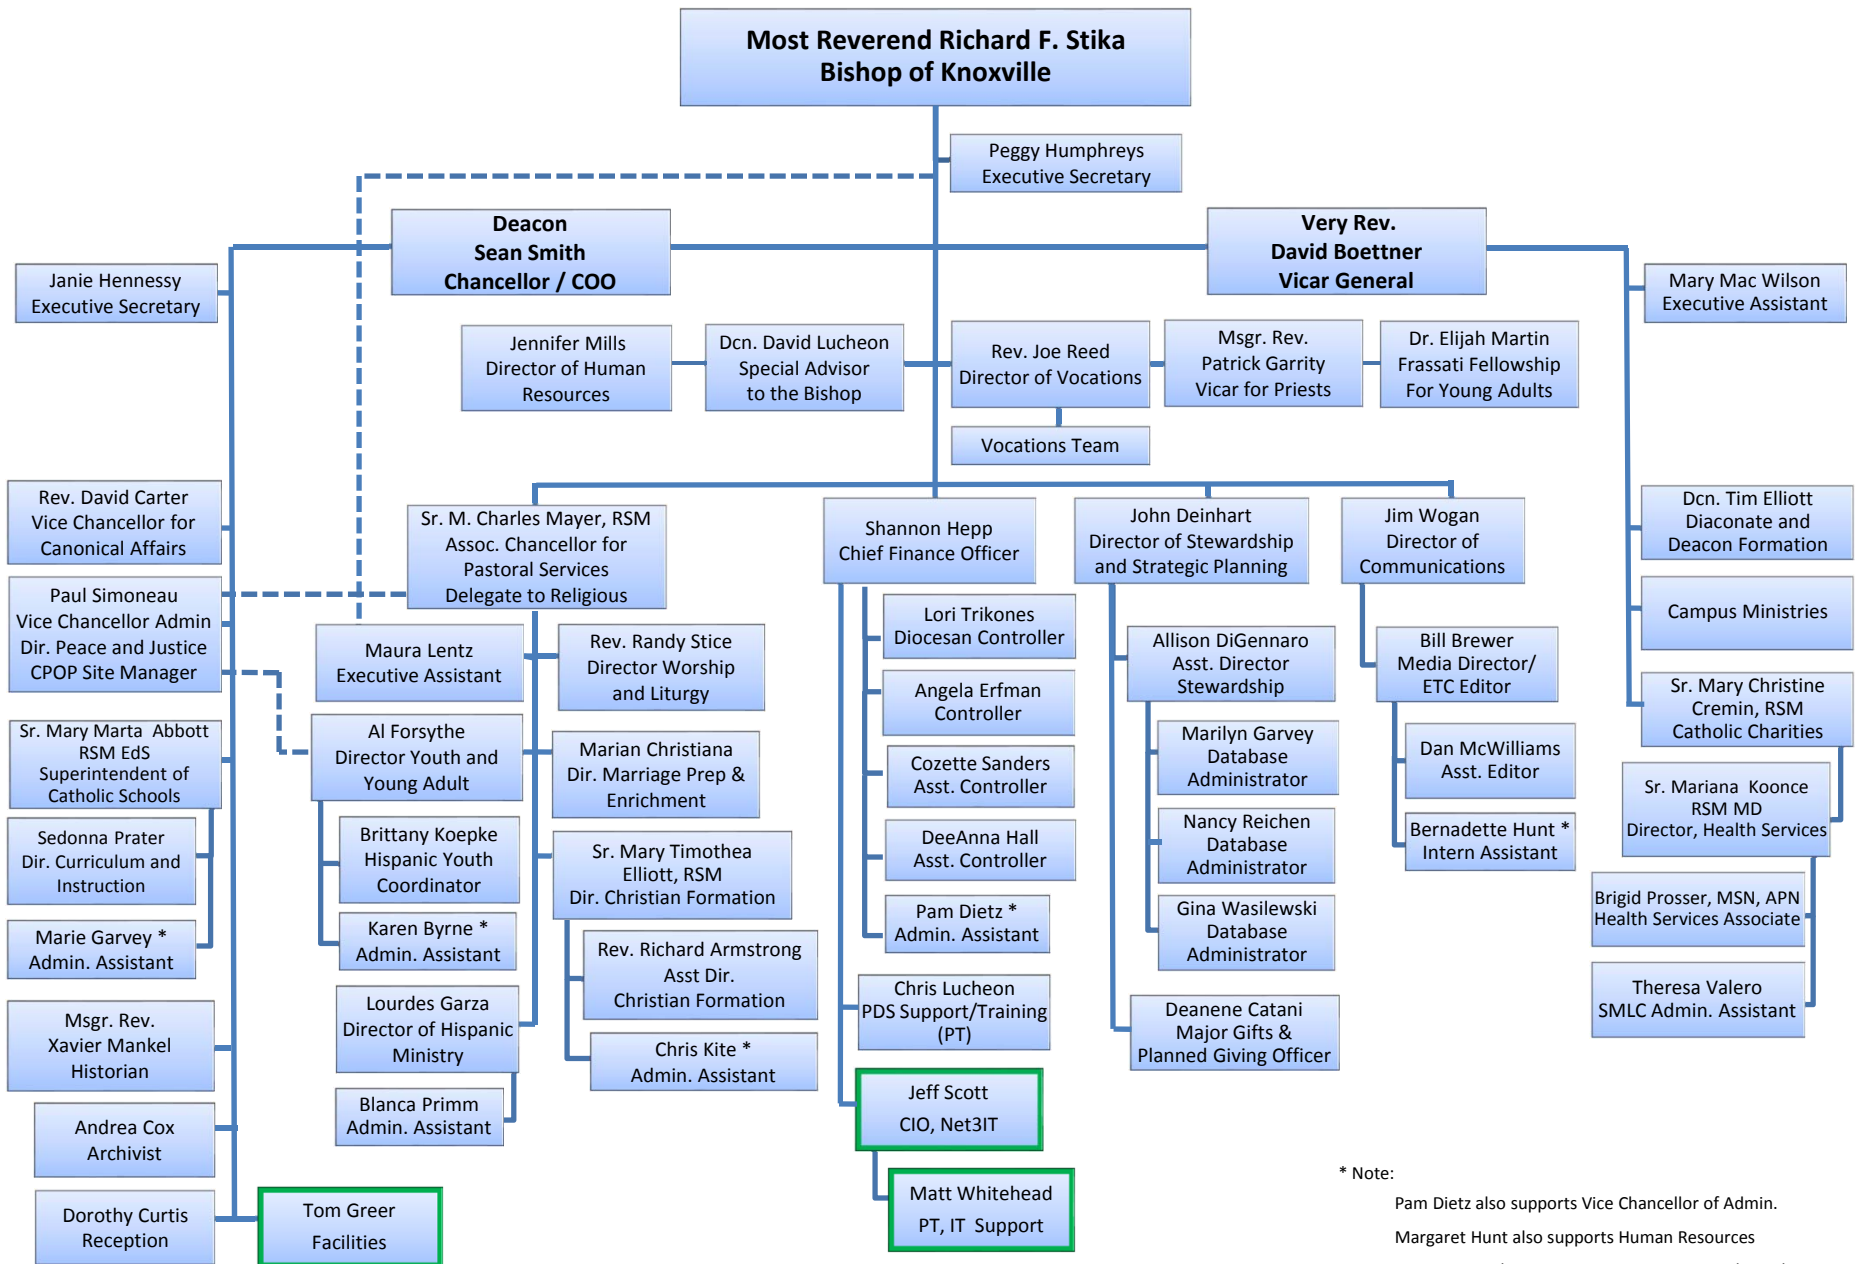 Most Reverend Richard F. Stika
Bishop of Knoxville
Peggy Humphreys
Executive Secretary
Deacon
Sean Smith
Chancellor / COO
Very Rev.
David Boettner
Vicar General
Janie Hennessy
Executive Secretary
Mary Mac Wilson
Executive Assistant
Jennifer Mills
Director of Human
Resources
Dcn. David Lucheon
Special Advisor
to the Bishop
Rev. Joe Reed
Director of Vocations
Msgr. Rev.
Patrick Garrity
Vicar for Priests
Dr. Elijah Martin
Frassati Fellowship
For Young Adults
Vocations Team
Rev. David Carter
Vice Chancellor for
Canonical Affairs
Paul Simoneau
Vice Chancellor Admin
Dir. Peace and Justice
CPOP Site Manager
Sr. Mary Marta  Abbott
RSM EdS
Superintendent of
Catholic Schools
Sedonna Prater
Dir. Curriculum and
Instruction
Marie Garvey *
Admin. Assistant
Msgr. Rev.
Xavier Mankel
Historian
Andrea Cox
Archivist
Dorothy Curtis
Reception
Tom Greer
Facilities
Sr. M. Charles Mayer, RSM
Assoc. Chancellor for
Pastoral Services
Delegate to Religious
Maura Lentz
Executive Assistant
Rev. Randy Stice
Director Worship
and Liturgy
Al Forsythe
Director Youth and
Young Adult
Marian Christiana
Dir. Marriage Prep &
Enrichment
Brittany Koepke
Hispanic Youth
Coordinator
Karen Byrne *
Admin. Assistant
Sr. Mary Timothea
Elliott, RSM
Dir. Christian Formation
Rev. Richard Armstrong
Asst Dir.
Christian Formation
Chris Kite *
Admin. Assistant
Lourdes Garza
Director of Hispanic
Ministry
Blanca Primm
Admin. Assistant
Shannon Hepp
Chief Finance Officer
Lori Trikones
Diocesan Controller
Angela Erfman
Controller
Cozette Sanders
Asst. Controller
DeeAnna Hall
Asst. Controller
Pam Dietz *
Admin. Assistant
Chris Lucheon
PDS Support/Training
(PT)
Jeff Scott
CIO, Net3IT
Matt Whitehead
PT, IT  Support
John Deinhart
Director of Stewardship
and Strategic Planning
Allison DiGennaro
Asst. Director
Stewardship
Marilyn Garvey
Database
Administrator
Nancy Reichen
Database
Administrator
Gina Wasilewski
Database
Administrator
Deanene Catani
Major Gifts &
Planned Giving Officer
Jim Wogan
Director of
Communications
Bill Brewer
Media Director/
ETC Editor
Dan McWilliams
Asst. Editor
Bernadette Hunt *
Intern Assistant
Dcn. Tim Elliott
Diaconate and
Deacon Formation
Campus Ministries
Sr. Mary Christine
Cremin, RSM
Catholic Charities
Sr. Mariana  Koonce
RSM MD
Director, Health Services
Brigid Prosser, MSN, APN
Health Services Associate
Theresa Valero
SMLC Admin. Assistant
* Note:
Pam Dietz also supports Vice Chancellor of Admin.
Margaret Hunt also supports Human Resources